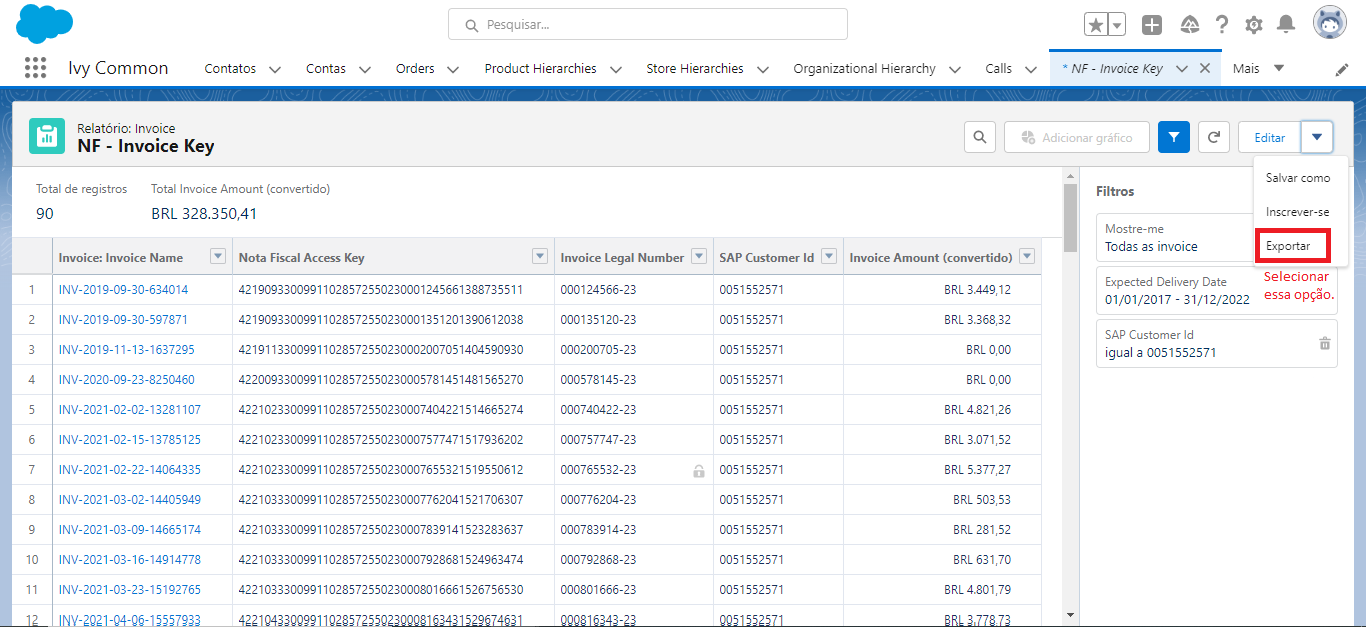 Pesquisar...
Ivy Common Contatos Contas Orders Product Hierarchies Store Hierarchies Organizational Hierarchy Calls * NF - Invoice Key Mais
Relatório: Invoice
NF - Invoice Key
Adicionar gráfico Editar
Salvar como
Inscrever-se
Exportar
Selecionar
essa opção.
Total de registros Total Invoice Amount (convertido)
90 BRL 328.350,41
Filtros
Mostre-me
Todas as invoice
Expected Delivery Date
01/01/2017 - 31/12/2022
SAP Customer Id
igual a 0051552571
Invoice: Invoice Name Nota Fiscal Access Key Invoice Legal Number SAP Customer Id Invoice Amount (convertido)
1 INV-2019-09-30-634014 42190933009911028572550230001245661388735511 000124566-23 0051552571 BRL 3.449,12
2 INV-2019-09-30-597871 42190933009911028572550230001351201390612038 000135120-23 0051552571 BRL 3.368,32
3 INV-2019-11-13-1637295 42191133009911028572550230002007051404590930 000200705-23 0051552571 BRL 0,00
4 INV-2020-09-23-8250460 42200933009911028572550230005781451481565270 000578145-23 0051552571 BRL 0,00
5 INV-2021-02-02-13281107 42210233009911028572550230007404221514665274 000740422-23 0051552571 BRL 4.821,26
6 INV-2021-02-15-13785125 42210233009911028572550230007577471517936202 000757747-23 0051552571 BRL 3.071,52
7 INV-2021-02-22-14064335 42210233009911028572550230007655321519550612 000765532-23 0051552571 BRL 5.377,27
8 INV-2021-03-02-14405949 42210333009911028572550230007762041521706307 000776204-23 0051552571 BRL 503,53
9 INV-2021-03-09-14665174 42210333009911028572550230007839141523283637 000783914-23 0051552571 BRL 281,52
10 INV-2021-03-16-14914778 42210333009911028572550230007928681524963474 000792868-23 0051552571 BRL 631,70
11 INV-2021-03-23-15192765 42210333009911028572550230008016661526756530 000801666-23 0051552571 BRL 4.801,79
12 INV-2021-04-06-15557933 42210433009911028572550230008163431529674631 000816343-23 0051552571 BRL 3.778,73